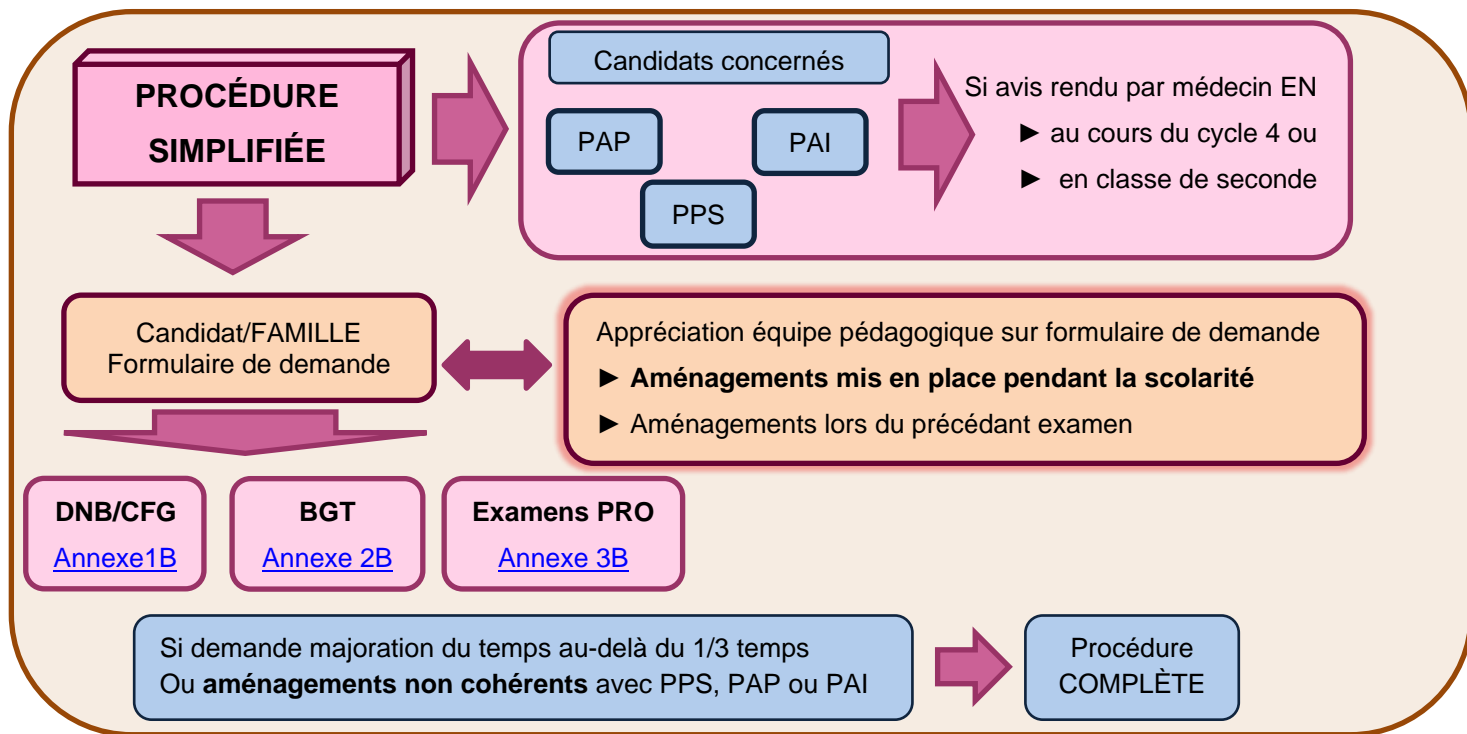 PROCÉDURE
SIMPLIFIÉE
Candidats concernés
PAP
PAI
PPS
Si avis rendu par médecin EN
► au cours du cycle 4 ou
► en classe de seconde
Candidat/FAMILLE
Formulaire de demande
Appréciation équipe pédagogique sur formulaire de demande
► Aménagements mis en place pendant la scolarité
► Aménagements lors du précédant examen
DNB/CFG
Annexe1B
BGT
Annexe 2B
Examens PRO
Annexe 3B
Si demande majoration du temps au-delà du 1/3 temps
Ou aménagements non cohérents avec PPS, PAP ou PAI
Procédure
COMPLÈTE